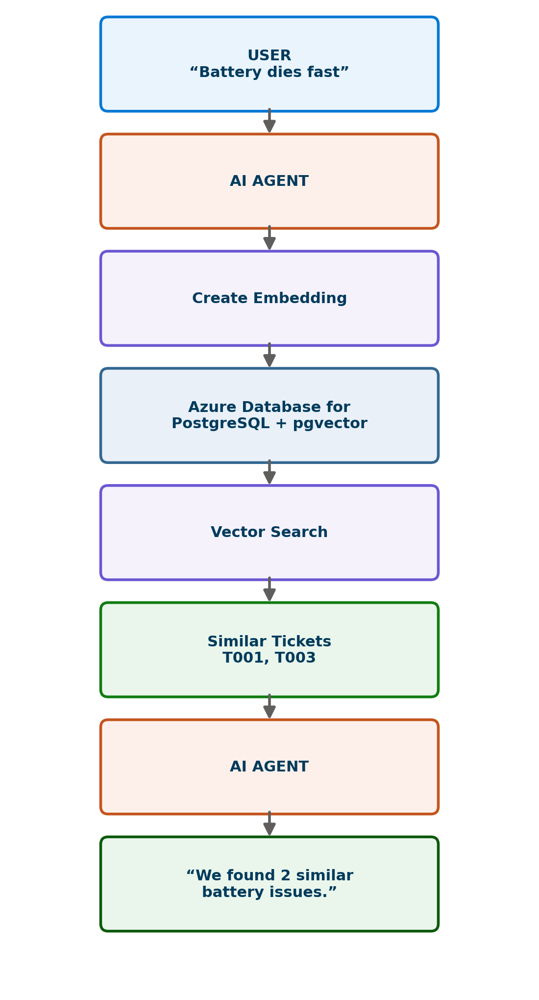 USER
“Battery dies fast”
AI AGENT
Create Embedding
Azure Database for
PostgreSQL + pgvector
Vector Search
Similar Tickets
T001, T003
AI AGENT
“We found 2 similar
battery issues.”